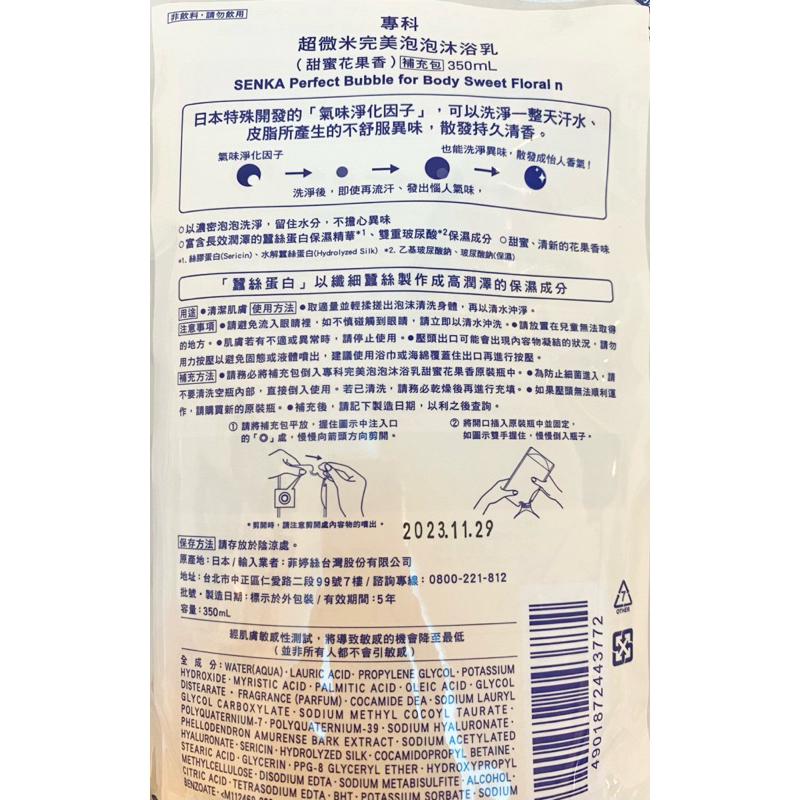 非飲料・請勿飲用
專科
超微米完美泡泡沐浴乳
（甜蜜花果香）補充包 350mL
SENKA Perfect Bubble for Body Sweet Floral n
日本特殊開發的「氣味淨化因子」，可以洗淨一整天汗水、
皮脂所產生的不舒服異味，散發持久清香。
氣味淨化因子
也能洗淨異味，散發成怡人香氣！
洗淨後，即使再流汗、發出惱人氣味，
○以濃密泡泡洗淨，留住水分，不擔心異味
○富含長效潤澤的蠶絲蛋白保濕精華*1、雙重玻尿酸*2保濕成分 ○甜蜜、清新的花果香味
*1. 絲膠蛋白(Sericin)、水解蠶絲蛋白(Hydrolyzed Silk) *2. 乙基玻尿酸鈉、玻尿酸鈉(保濕)
「蠶絲蛋白」以纖細蠶絲製作成高潤澤的保濕成分
用途 ●清潔肌膚 使用方法 ●取適量並輕揉搓出泡沫清洗身體，再以清水沖淨。
注意事項 ●請避免流入眼睛裡，如不慎碰觸到眼睛，請立即以清水沖洗。●請放置在兒童無法取得
的地方。●肌膚若有不適或異常時，請停止使用。●壓頭出口可能會出現內容物凝結的狀況，請勿
用力按壓以避免固態或液體噴出，建議使用浴巾或海綿覆蓋住出口再進行按壓。
補充方法 ●請務必將補充包倒入專科完美泡泡沐浴乳甜蜜花果香原裝瓶中。●為防止細菌進入，請
不要清洗空瓶內部，直接倒入使用。若已清洗，請務必乾燥後再進行充填。●如果壓頭無法順利運
作，請購買新的原裝瓶。●補充後，請記下製造日期，以利之後查詢。
① 請將補充包平放，握住圖示中注入口
的「◎」處，慢慢向箭頭方向剪開。
② 將開口插入原裝瓶中並固定，
如圖示雙手握住，慢慢倒入瓶子。
*剪開時，請注意剪開處內容物的噴出。
2023.11.29
保存方法 請存放於陰涼處。
原產地：日本 / 輸入業者：菲婷絲台灣股份有限公司
地址：台北市中正區仁愛路二段99號7樓 / 諮詢專線：0800-221-812
批號・製造日期：標示於外包裝 / 有效期間：5年
容量：350mL
7
OTHER
經肌膚敏感性測試，將導致敏感的機會降至最低
（並非所有人都不會引敏感）
全 成 分：WATER(AQUA)・LAURIC ACID・PROPYLENE GLYCOL・POTASSIUM
HYDROXIDE・MYRISTIC ACID・PALMITIC ACID・OLEIC ACID・GLYCOL
DISTEARATE・FRAGRANCE (PARFUM)・COCAMIDE DEA・SODIUM LAURYL
GLYCOL CARBOXYLATE・SODIUM METHYL COCOYL TAURATE・
POLYQUATERNIUM-7・POLYQUATERNIUM-39・SODIUM HYALURONATE・
PHELLODENDRON AMURENSE BARK EXTRACT・SODIUM ACETYLATED
HYALURONATE・SERICIN・HYDROLYZED SILK・COCAMIDOPROPYL BETAINE・
STEARIC ACID・GLYCERIN・PPG-8 GLYCERYL ETHER・HYDROXYPROPYL
METHYLCELLULOSE・DISODIUM EDTA・SODIUM METABISULFITE・ALCOHOL・
CITRIC ACID・TETRASODIUM EDTA・BHT・POTASSIUM SORBATE・SODIUM
BENZOATE・
4901872443772